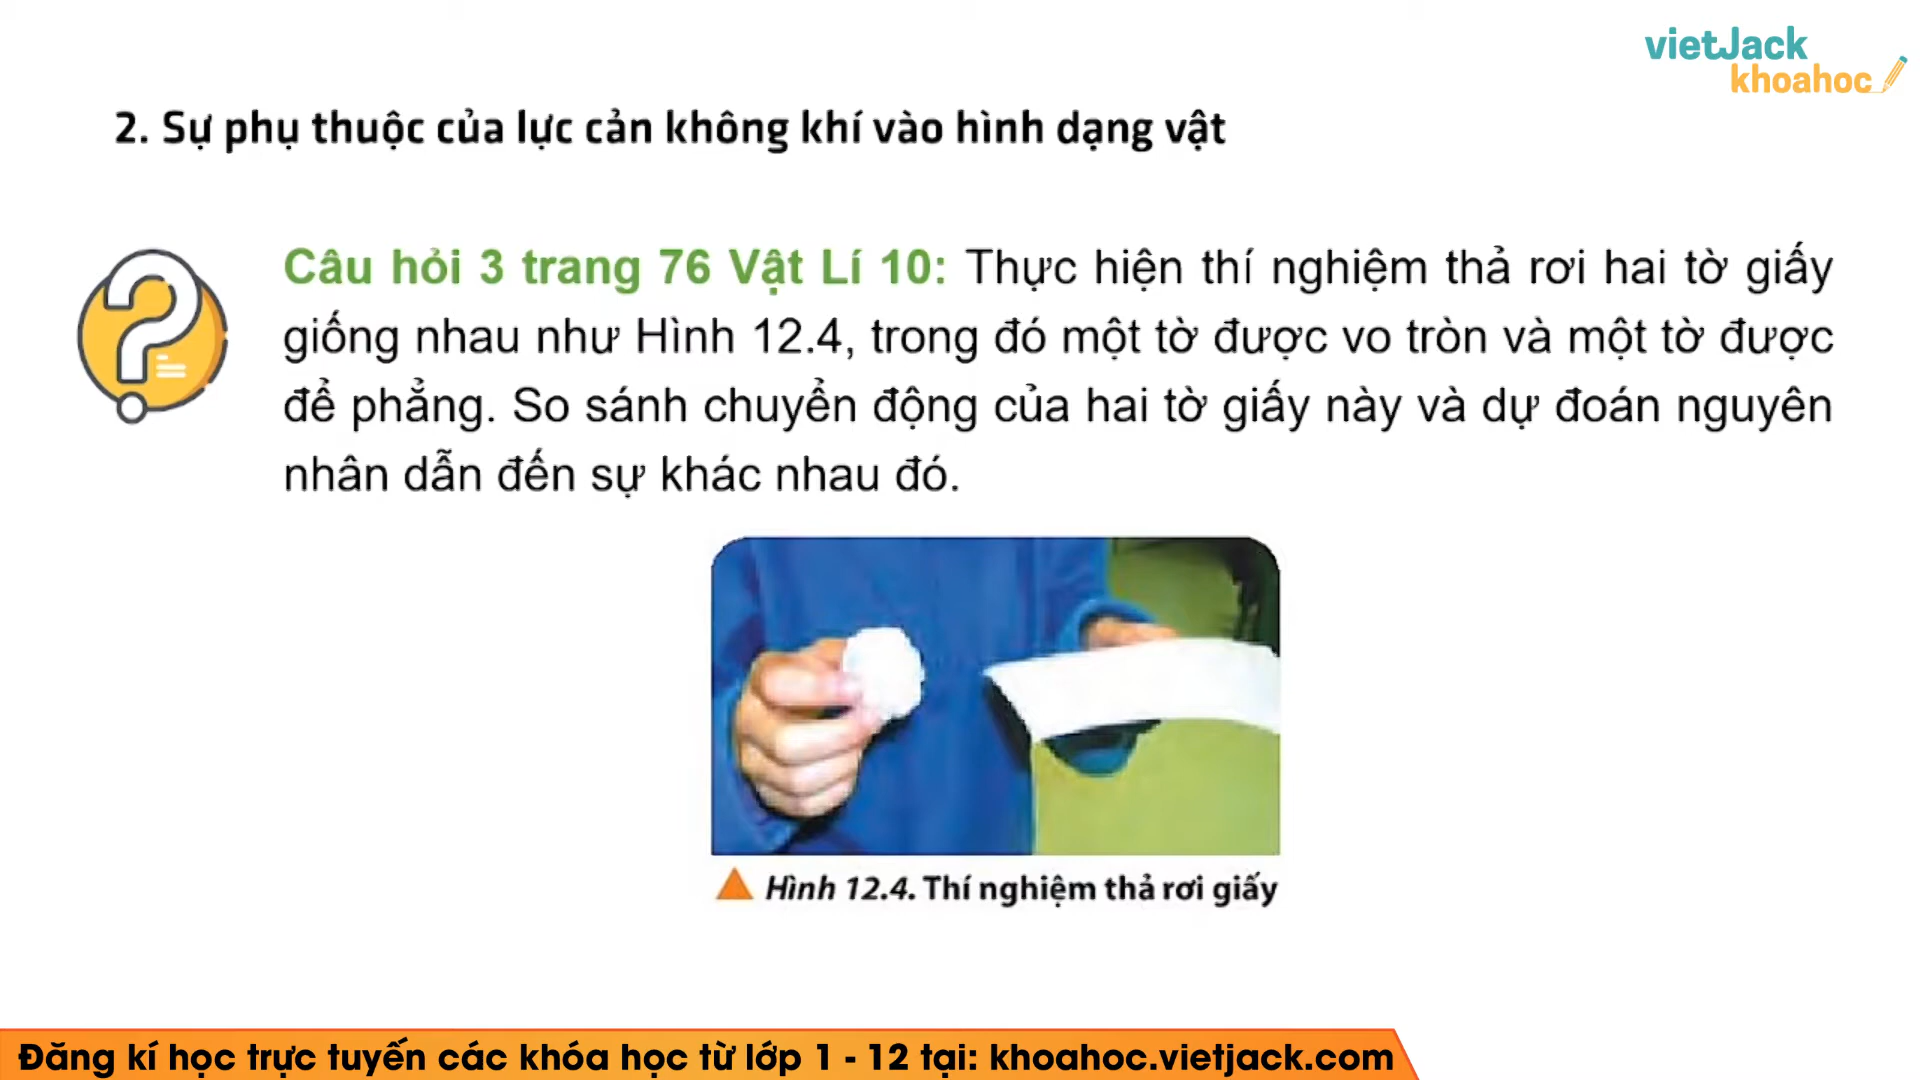 vietJack
khoahoc
2. Sự phụ thuộc của lực cản không khí vào hình dạng vật
Câu hỏi 3 trang 76 Vật Lí 10: Thực hiện thí nghiệm thả rơi hai tờ giấy
giống nhau như Hình 12.4, trong đó một tờ được vo tròn và một tờ được
để phẳng. So sánh chuyển động của hai tờ giấy này và dự đoán nguyên
nhân dẫn đến sự khác nhau đó.
Hình 12.4. Thí nghiệm thả rơi giấy
Đăng kí học trực tuyến các khóa học từ lớp 1 - 12 tại: khoahoc.vietjack.com